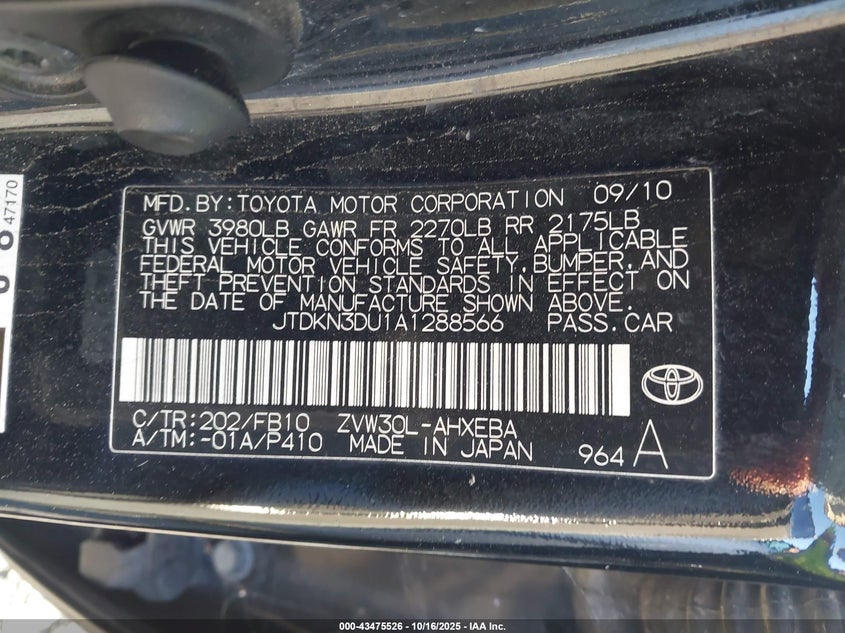 MFD.BY:TOYOTA MOTOR CORPORATION 09/10
GVWR 3980LB GAWR FR 2270LB RR 2175LB
THIS VEHICLE CONFORMS TO ALL APPLICABLE
FEDERAL MOTOR VEHICLE SAFETY,BUMPER,AND
THEFT PREVENTION STANDARDS IN EFFECT ON
THE DATE OF MANUFACTURE SHOWN ABOVE.
JTDKN3DU1A1288566 PASS.CAR
C/TR:202/FB10 ZVW30L-AHXEBA
A/TM:-01A/P410 MADE IN JAPAN 964 A
47170
000-43475526 - 10/16/2025 - IAA Inc.